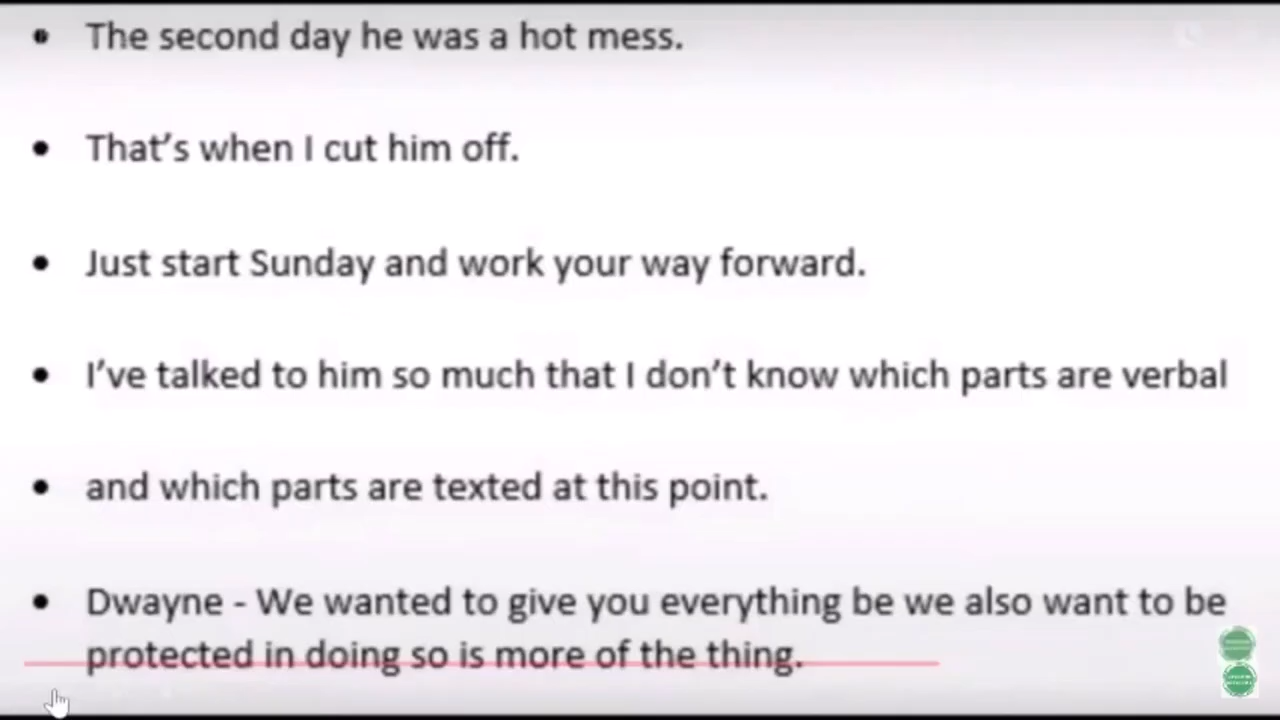 • The second day he was a hot mess.
• That's when I cut him off.
• Just start Sunday and work your way forward.
• I've talked to him so much that I don't know which parts are verbal
• and which parts are texted at this point.
• Dwayne - We wanted to give you everything be we also want to be
protected in doing so is more of the thing.